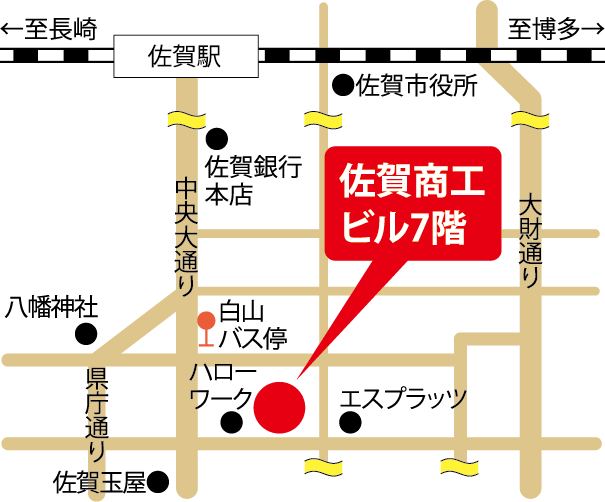 ←至長崎
至博多→
佐賀駅
佐賀市役所
佐賀銀行
本店
佐賀商工
ビル7階
中央大通り
大財通り
八幡神社
白山
バス停
ハロー
ワーク
エスプラッツ
県庁通り
佐賀玉屋